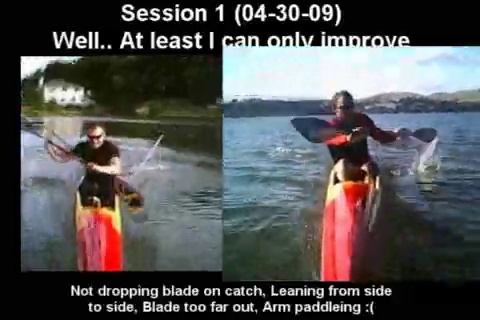 Session 1 (04-30-09)
Well.. At least I can only improve
Not dropping blade on catch, Leaning from side
to side, Blade too far out, Arm paddleing :(